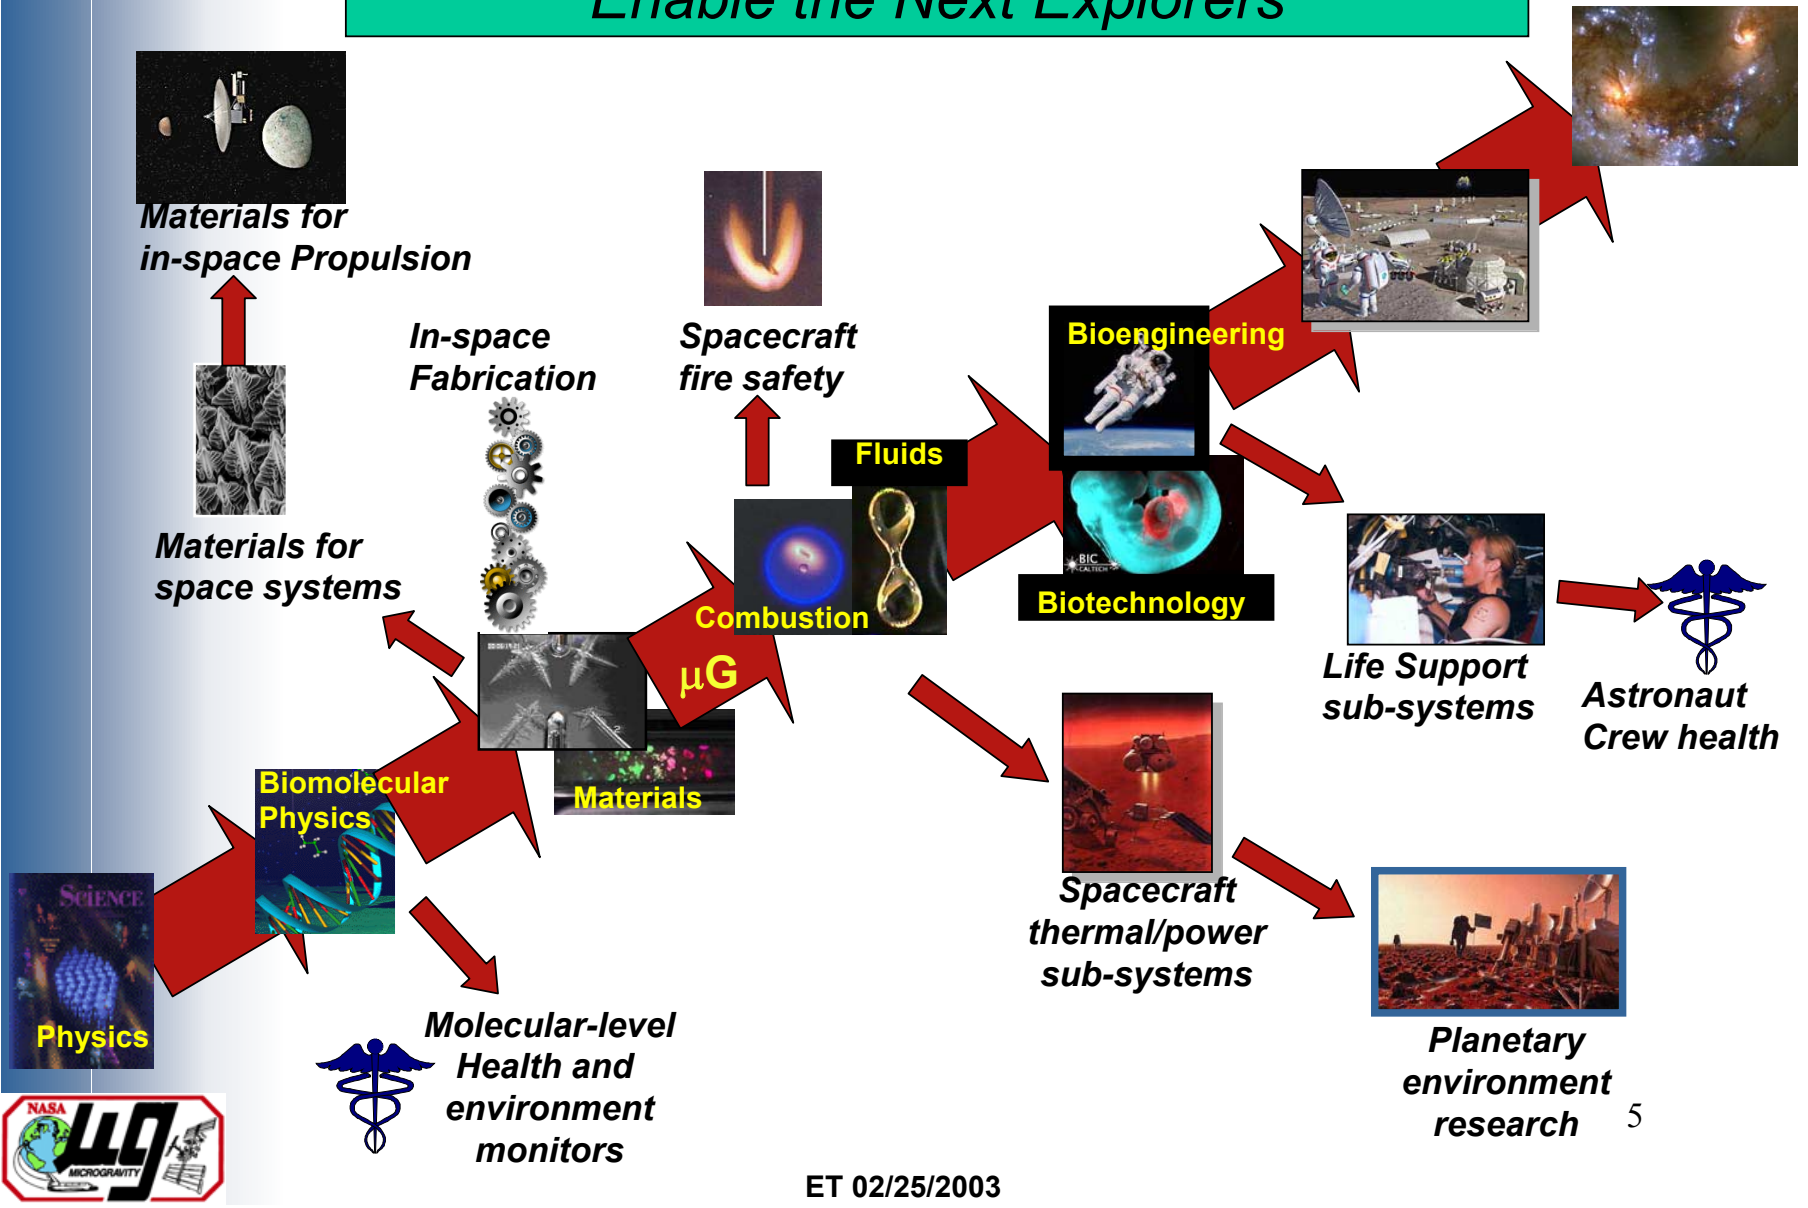 Enable the Next Explorers
Materials for
in-space Propulsion
In-space
Fabrication
Spacecraft
fire safety
Bioengineering
Fluids
Materials for
space systems
BIC
CALTECH
Biotechnology
Combustion
μG
Life Support
sub-systems
Astronaut
Crew health
Biomolecular
Physics
Materials
2
SCIENCE
Physics
Spacecraft
thermal/power
sub-systems
Molecular-level
Health and
environment
monitors
Planetary
environment
research
5
NASA
μg
MICROGRAVITY
ET 02/25/2003